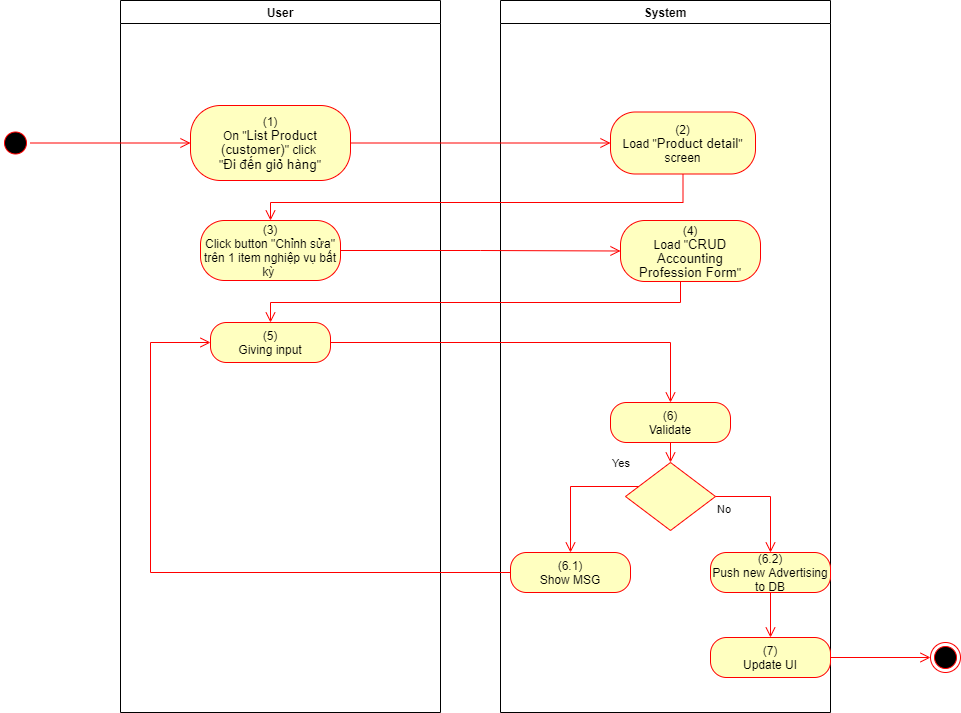 User
System
(1)
On "List Product
(customer)" click
"Đi đến giỏ hàng"
(2)
Load "Product detail"
screen
(3)
Click button "Chỉnh sửa"
trên 1 item nghiệp vụ bất
kỳ
(4)
Load "CRUD
Accounting
Profession Form"
(5)
Giving input
(6)
Validate
Yes
No
(6.1)
Show MSG
(6.2)
Push new Advertising
to DB
(7)
Update UI